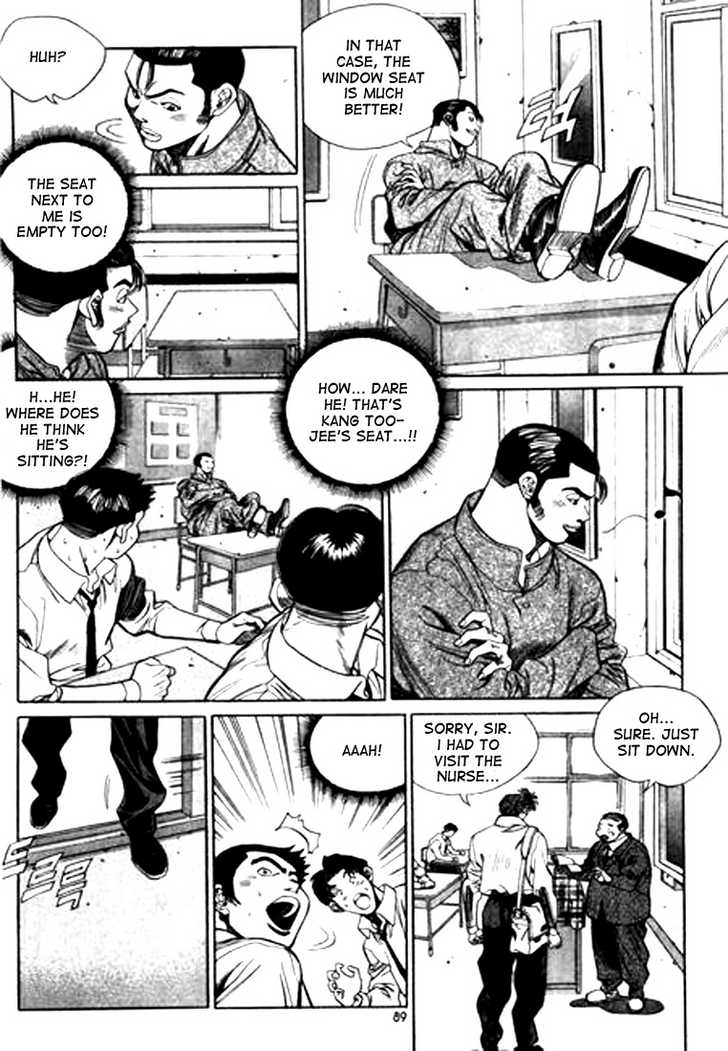 HUH?
THE SEAT
NEXT TO
ME IS
EMPTY TOO!
IN THAT
CASE, THE
WINDOW SEAT
IS MUCH
BETTER!
턱
H...HE!
WHERE DOES
HE THINK
HE'S
SITTING?!
HOW... DARE
HE! THAT'S
KANG TOO-
JEE'S SEAT...!!
AAAH!
SORRY, SIR.
I HAD TO
VISIT THE
NURSE...
OH...
SURE. JUST
SIT DOWN.
89